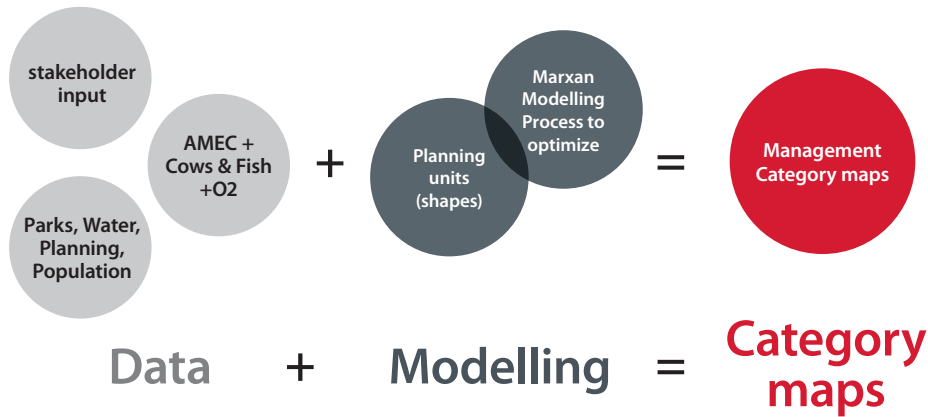 stakeholder
input
AMEC +
Cows & Fish
+O2
Parks, Water,
Planning,
Population
+
Planning
units
(shapes)
Marxan
Modelling
Process to
optimize
=
Management
Category maps
Data + Modelling = Category
maps